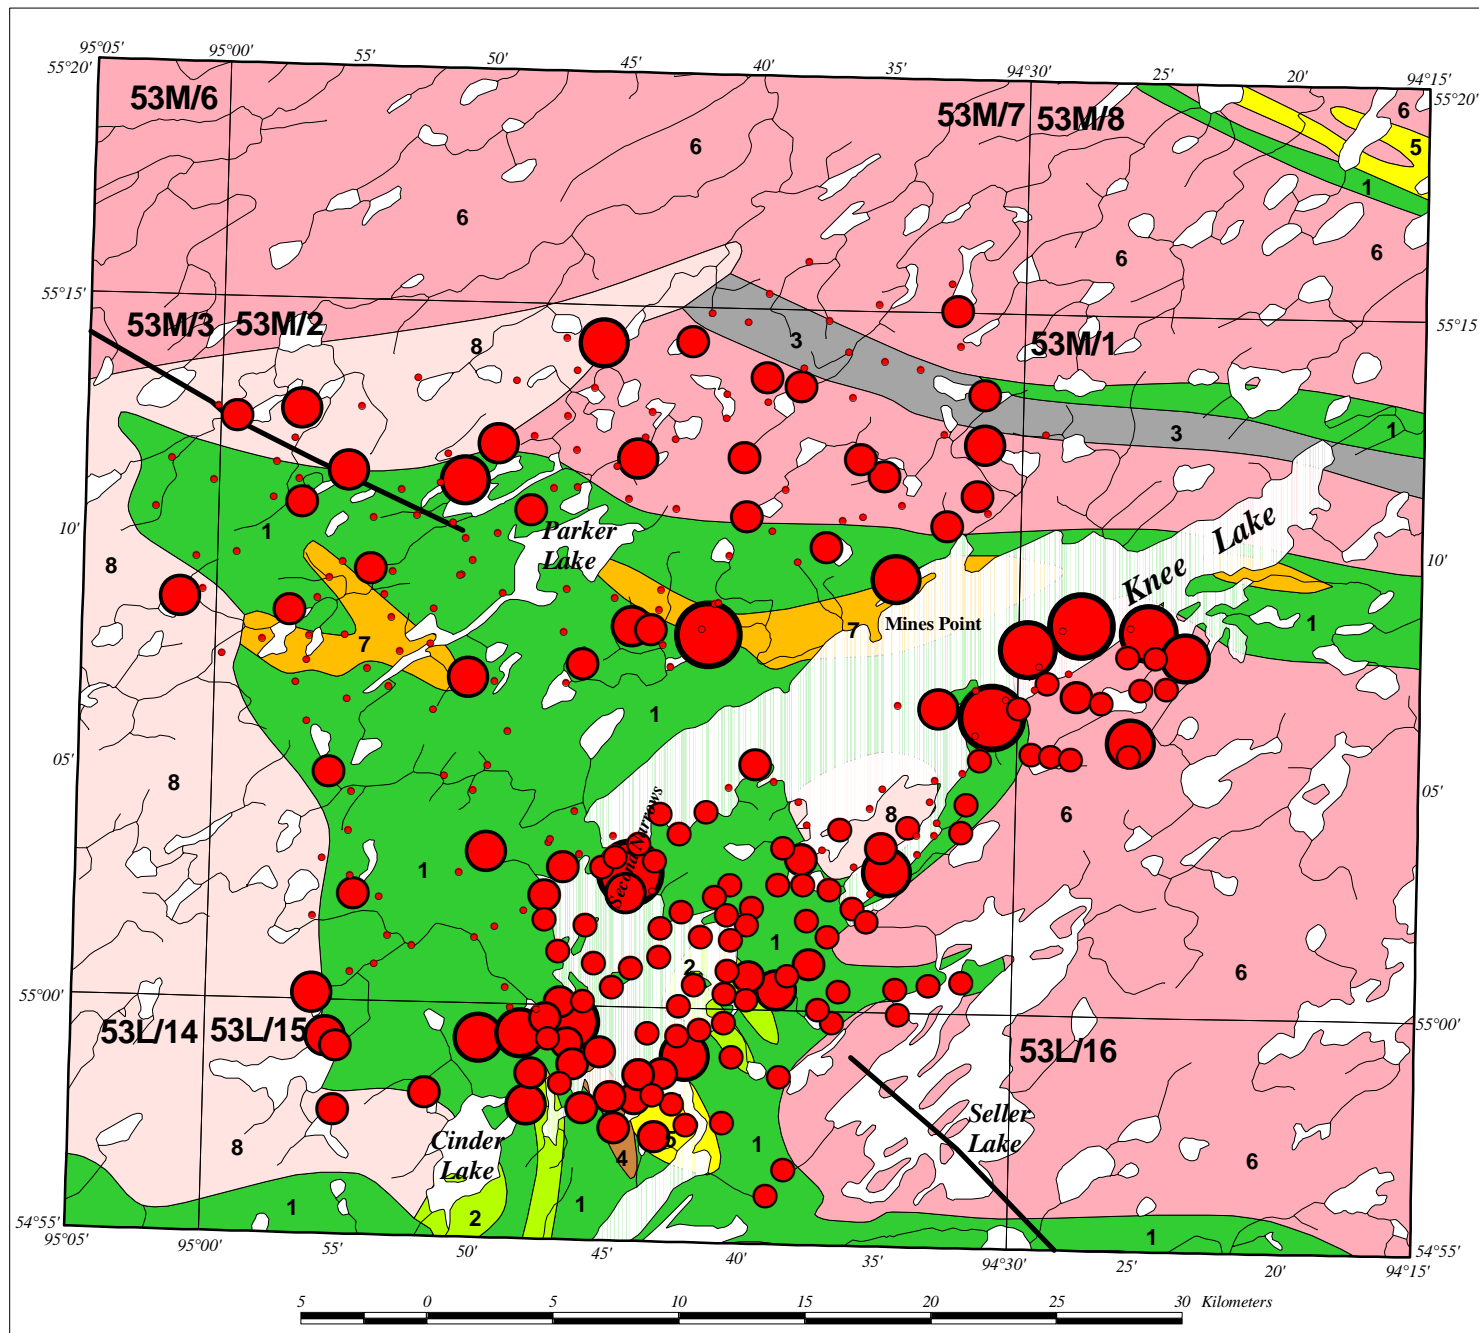 95°05' 95°00' 55' 50' 45' 40' 35' 94°30' 25' 20' 94°15'
55°20' 55°20'
53M/6 53M/7 53M/8
6
5
6
1
6
6
6
55°15' 55°15'
53M/3 53M/2 53M/1
8
3
1
3
10' 10'
1
Parker
Lake
Knee Lake
8
7
7
Mines Point
1
1
05' 05'
8
8
6
Second Narrows
1
1
2
6
55°00' 55°00'
53L/14 53L/15 53L/16
Seller
Lake
Cinder
Lake
8
4
5
1
6
1
2
1
1
54°55' 54°55'
95°05' 95°00' 55' 50' 45' 40' 35' 94°30' 25' 20' 94°15'
5 0 5 10 15 20 25 30 Kilometers